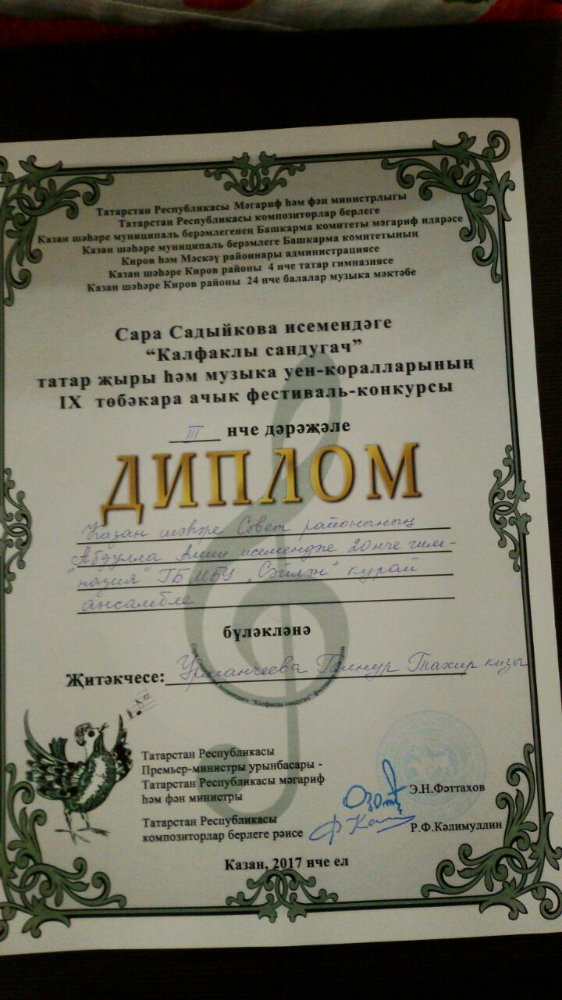 Татарстан Республикасы Мәгариф һәм фән министрлыгы
Татарстан Республикасы композиторлар берлеге
Казан шәһәре муниципаль берәмлегенең Башкарма комитеты мәгариф идарәсе
Казан шәһәре муниципаль берәмлеге Башкарма комитетының
Киров һәм Мәскәү районнары администрациясе
Казан шәһәре Киров районы 4 нче татар гимназиясе
Казан шәһәре Киров районы 24 нче балалар музыка мәктәбе
Сара Садыйкова исемендәге
“Калфаклы сандугач”
татар җыры һәм музыка уен-коралларының
IX төбәкара ачык фестиваль-конкурсы
III нче дәрәҗәле
ДИПЛОМ
Казан шәһәре Совет районының
Абдулла Алиш исемендәге 20 нче гим-
назия" ГБМБУ „Сәйлән" курай
ансамбле
бүләкләнә
Җитәкчесе: Урманчеева Гөлнур Тахир кызы
Татарстан Республикасы
Премьер-министры урынбасары -
Татарстан Республикасы мәгариф
һәм фән министры
Э.Н.Фәттахов
Татарстан Республикасы
композиторлар берлеге рәисе
Р.Ф.Кәлимуллин
Казан, 2017 нче ел